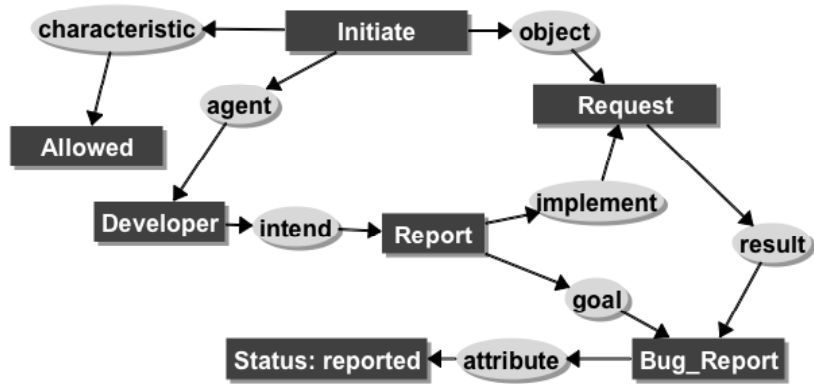 characteristic
Initiate
object
agent
Request
Allowed
Developer
intend
Report
implement
result
goal
Status: reported
attribute
Bug_Report